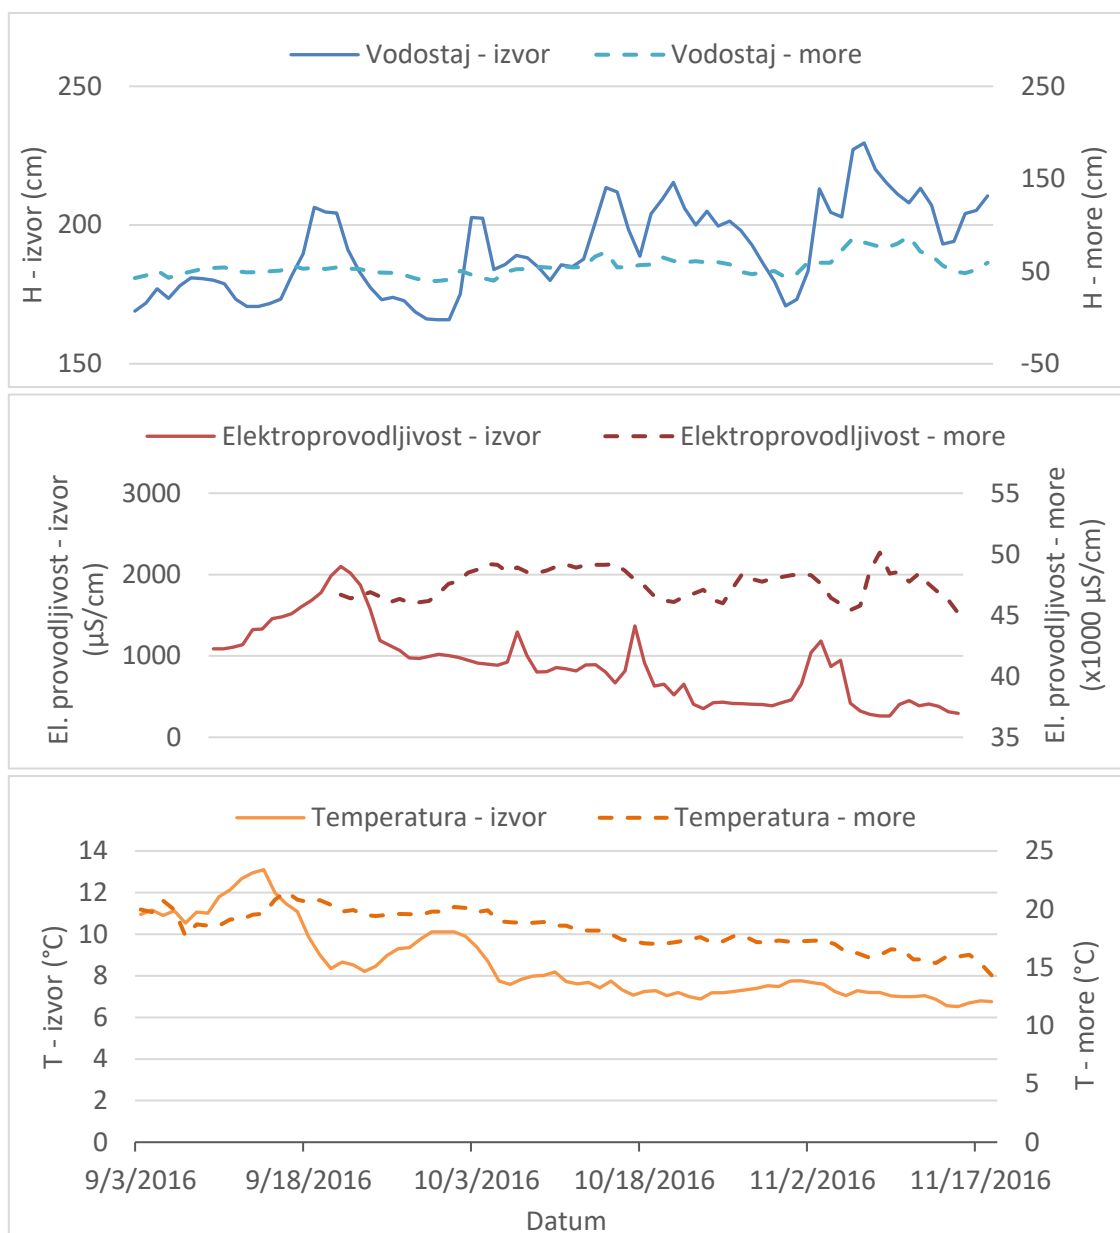 Vodostaj - izvor Vodostaj - more
250 250
200 150
150 50
-50
H - izvor (cm)
H - more (cm)
Elektroprovodljivost - izvor Elektroprovodljivost - more
3000 55
2000 50
1000 45
0 40
35
El. provodljivost - izvor
(µS/cm)
El. provodljivost - more
(x1000 µS/cm)
Temperatura - izvor Temperatura - more
14 25
12 20
10 15
8 10
6 5
4 0
2
0
T - izvor (°C)
T - more (°C)
9/3/2016 9/18/2016 10/3/2016 10/18/2016 11/2/2016 11/17/2016
Datum